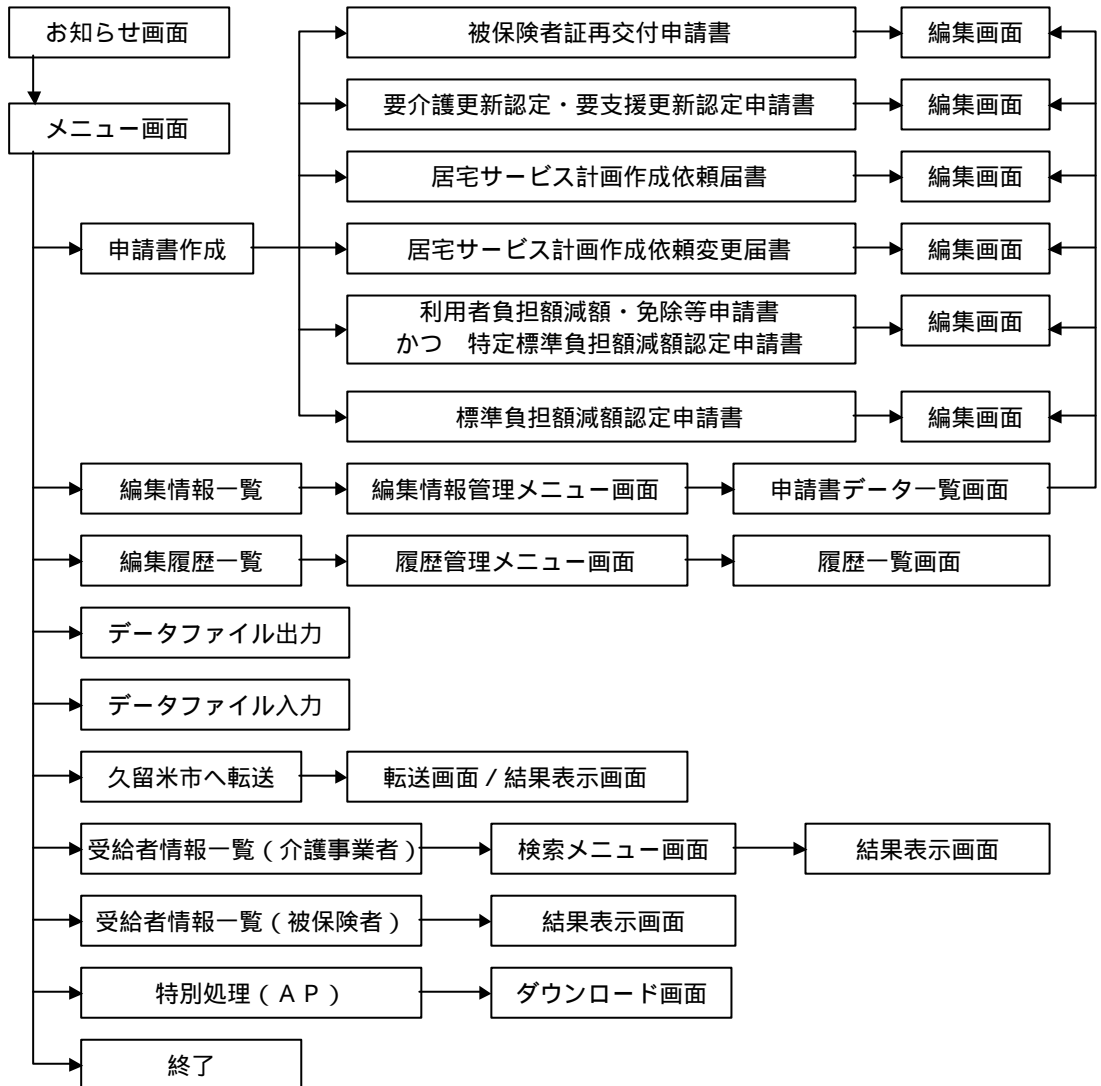 お知らせ画面
メニュー画面
申請書作成
被保険者証再交付申請書
編集画面
要介護更新認定・要支援更新認定申請書
編集画面
居宅サービス計画作成依頼届書
編集画面
居宅サービス計画作成依頼変更届書
編集画面
利用者負担額減額・免除等申請書
かつ 特定標準負担額減額認定申請書
編集画面
標準負担額減額認定申請書
編集画面
編集情報一覧
編集情報管理メニュー画面
申請書データ一覧画面
編集履歴一覧
履歴管理メニュー画面
履歴一覧画面
データファイル出力
データファイル入力
久留米市へ転送
転送画面/結果表示画面
受給者情報一覧(介護事業者)
検索メニュー画面
結果表示画面
受給者情報一覧(被保険者)
結果表示画面
特別処理(AP)
ダウンロード画面
終了